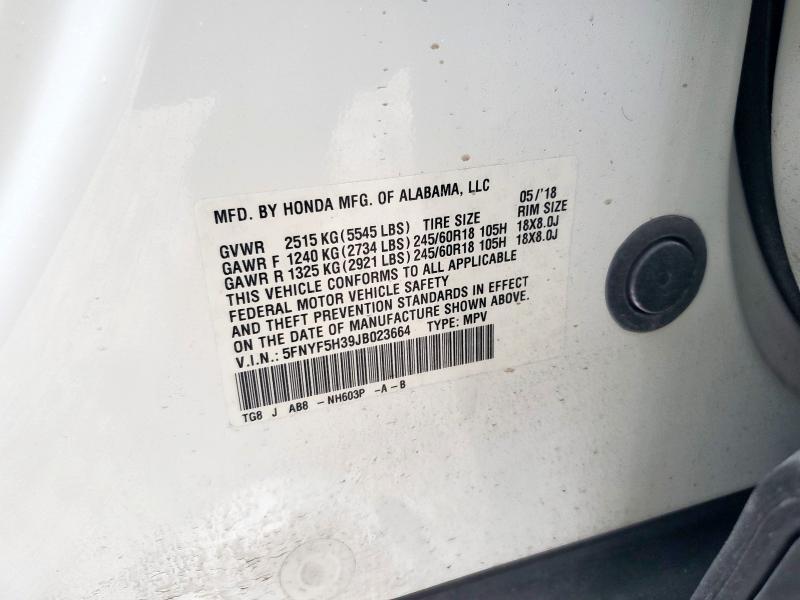 MFD. BY HONDA MFG. OF ALABAMA, LLC 05/'18
GVWR 2515 KG (5545 LBS) TIRE SIZE RIM SIZE
GAWR F 1240 KG (2734 LBS) 245/60R18 105H 18X8.0J
GAWR R 1325 KG (2921 LBS) 245/60R18 105H 18X8.0J
THIS VEHICLE CONFORMS TO ALL APPLICABLE
FEDERAL MOTOR VEHICLE SAFETY
AND THEFT PREVENTION STANDARDS IN EFFECT
ON THE DATE OF MANUFACTURE SHOWN ABOVE.
V.I.N.: 5FNYF5H39JB023664 TYPE: MPV
TG8 J AB8 - NH603P -A-B